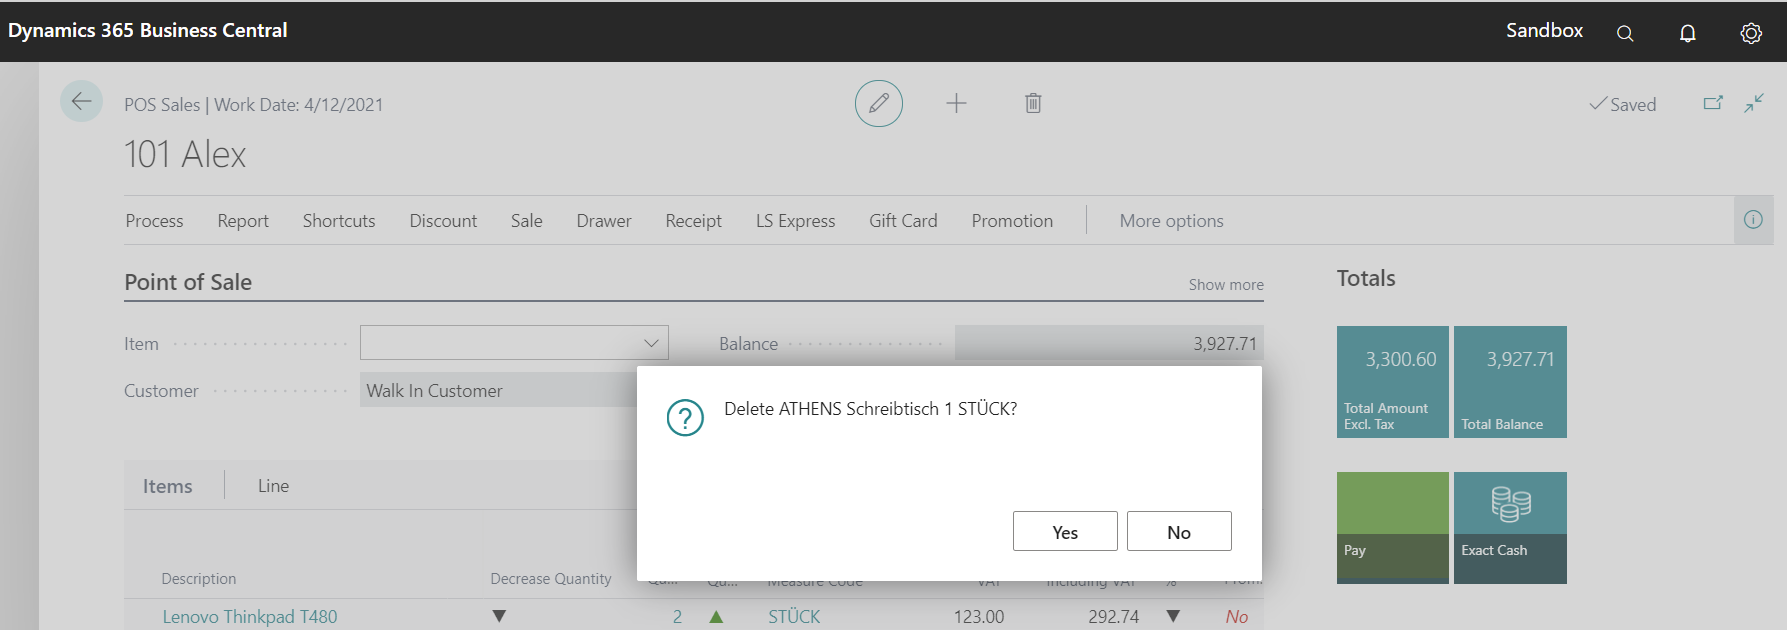 Dynamics 365 Business Central
Sandbox
POS Sales | Work Date: 4/12/2021
Saved
101 Alex
Process Report Shortcuts Discount Sale Drawer Receipt LS Express Gift Card Promotion More options
Point of Sale
Show more
Totals
Item
Balance
3,927.71
Customer
Walk In Customer
3,300.60
Total Amount
Excl. Tax
3,927.71
Total Balance
Delete ATHENS Schreibtisch 1 STÜCK?
Yes
No
Pay
Exact Cash
Items
Line
Description Decrease Quantity Qu... Qu... Measure Code VAT Including VAT % Prom.
Lenovo Thinkpad T480 2 STÜCK 123.00 292.74 No